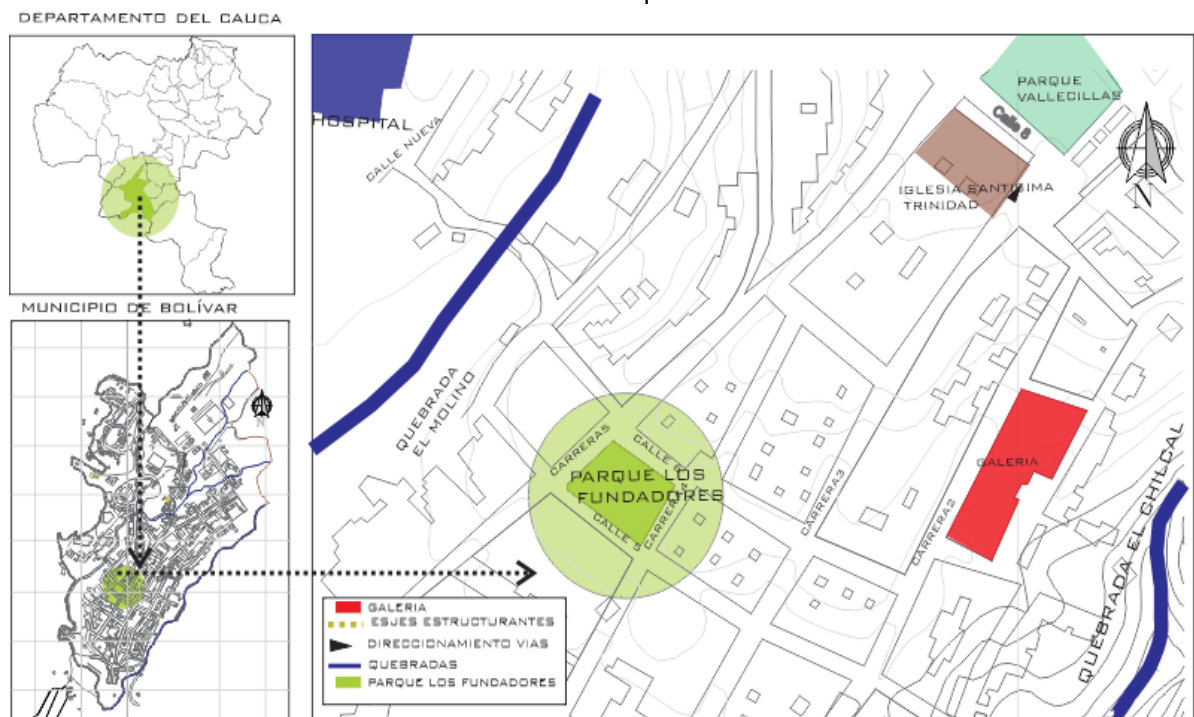 DEPARTAMENTO DEL CAUCA
MUNICIPIO DE BOLÍVAR
N
HOSPITAL
CALLE NUEVA
PARQUE
VALLECILLAS
Calle 8
IGLESIA SANTISIMA
TRINIDAD
N
QUEBRADA
EL MOLINO
CARRERA5
CALLE
PARQUE LOS
FUNDADORES
CALLE 5
CARRERA
CARRERA3
CARRERA2
GALERIA
QUEBRADA EL CHILCAL
GALERIA
ESJES ESTRUCTURANTES
DIRECCIONAMIENTO VIAS
QUEBRADAS
PARQUE LOS FUNDADORES